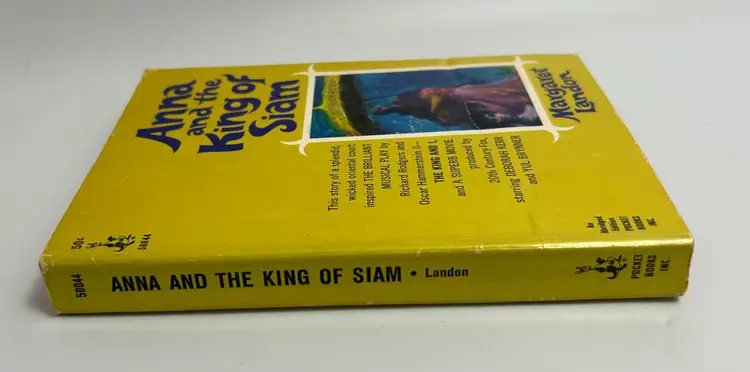 Anna
and the
King of
Siam
Margaret
Landon
This story of a splendid,
wicked oriental court
inspired THE BRILLIANT
MUSICAL PLAY by
Richard Rodgers and
Oscar Hammerstein II—
THE KING AND I,
and A SUPERB MOVIE
produced by
20th Century-Fox,
starring DEBORAH KERR
and YUL BRYNNER
50¢
50044
An
Abridged
Edition
POCKET
BOOKS
INC.
50044
ANNA AND THE KING OF SIAM • Landon
POCKET
BOOKS
INC.